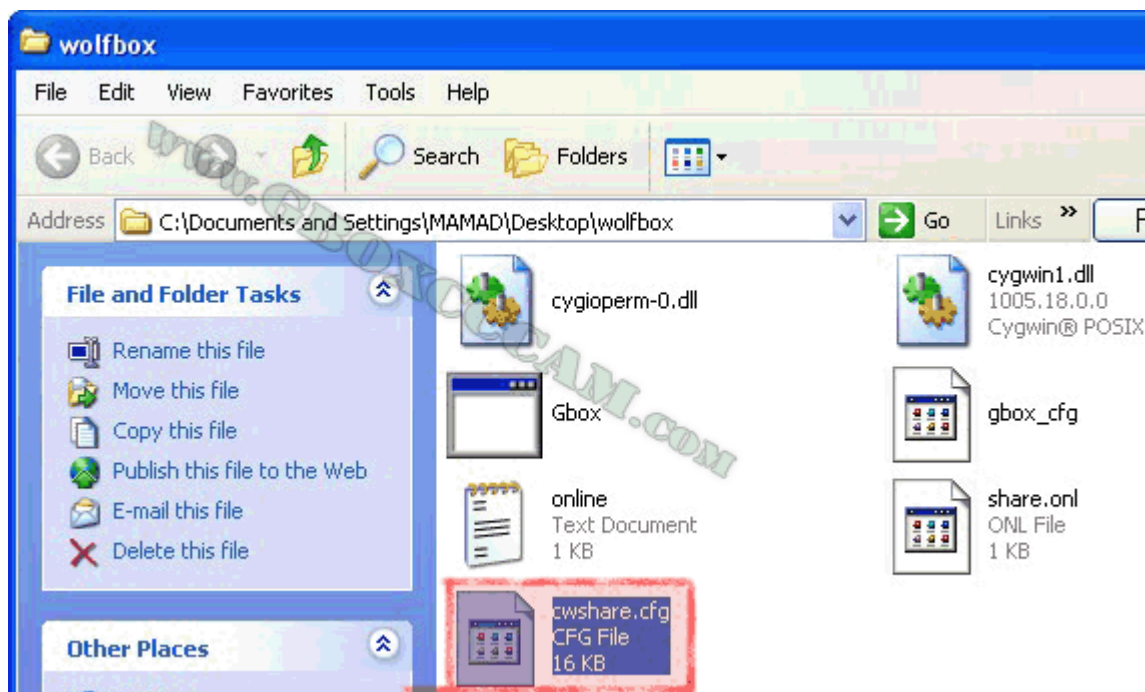 wolfbox
File Edit View Favorites Tools Help
Back Search Folders
Address C:\Documents and Settings\MAMAD\Desktop\wolfbox Go Links »
www.GBOXCCCAM.com
File and Folder Tasks
Rename this file
Move this file
Copy this file
Publish this file to the Web
E-mail this file
Delete this file
Other Places
cygioperm-0.dll
cygwin1.dll
1005.18.0.0
Cygwin® POSIX
Gbox
gbox_cfg
online
Text Document
1 KB
share.onl
ONL File
1 KB
cwshare.cfg
CFG File
16 KB